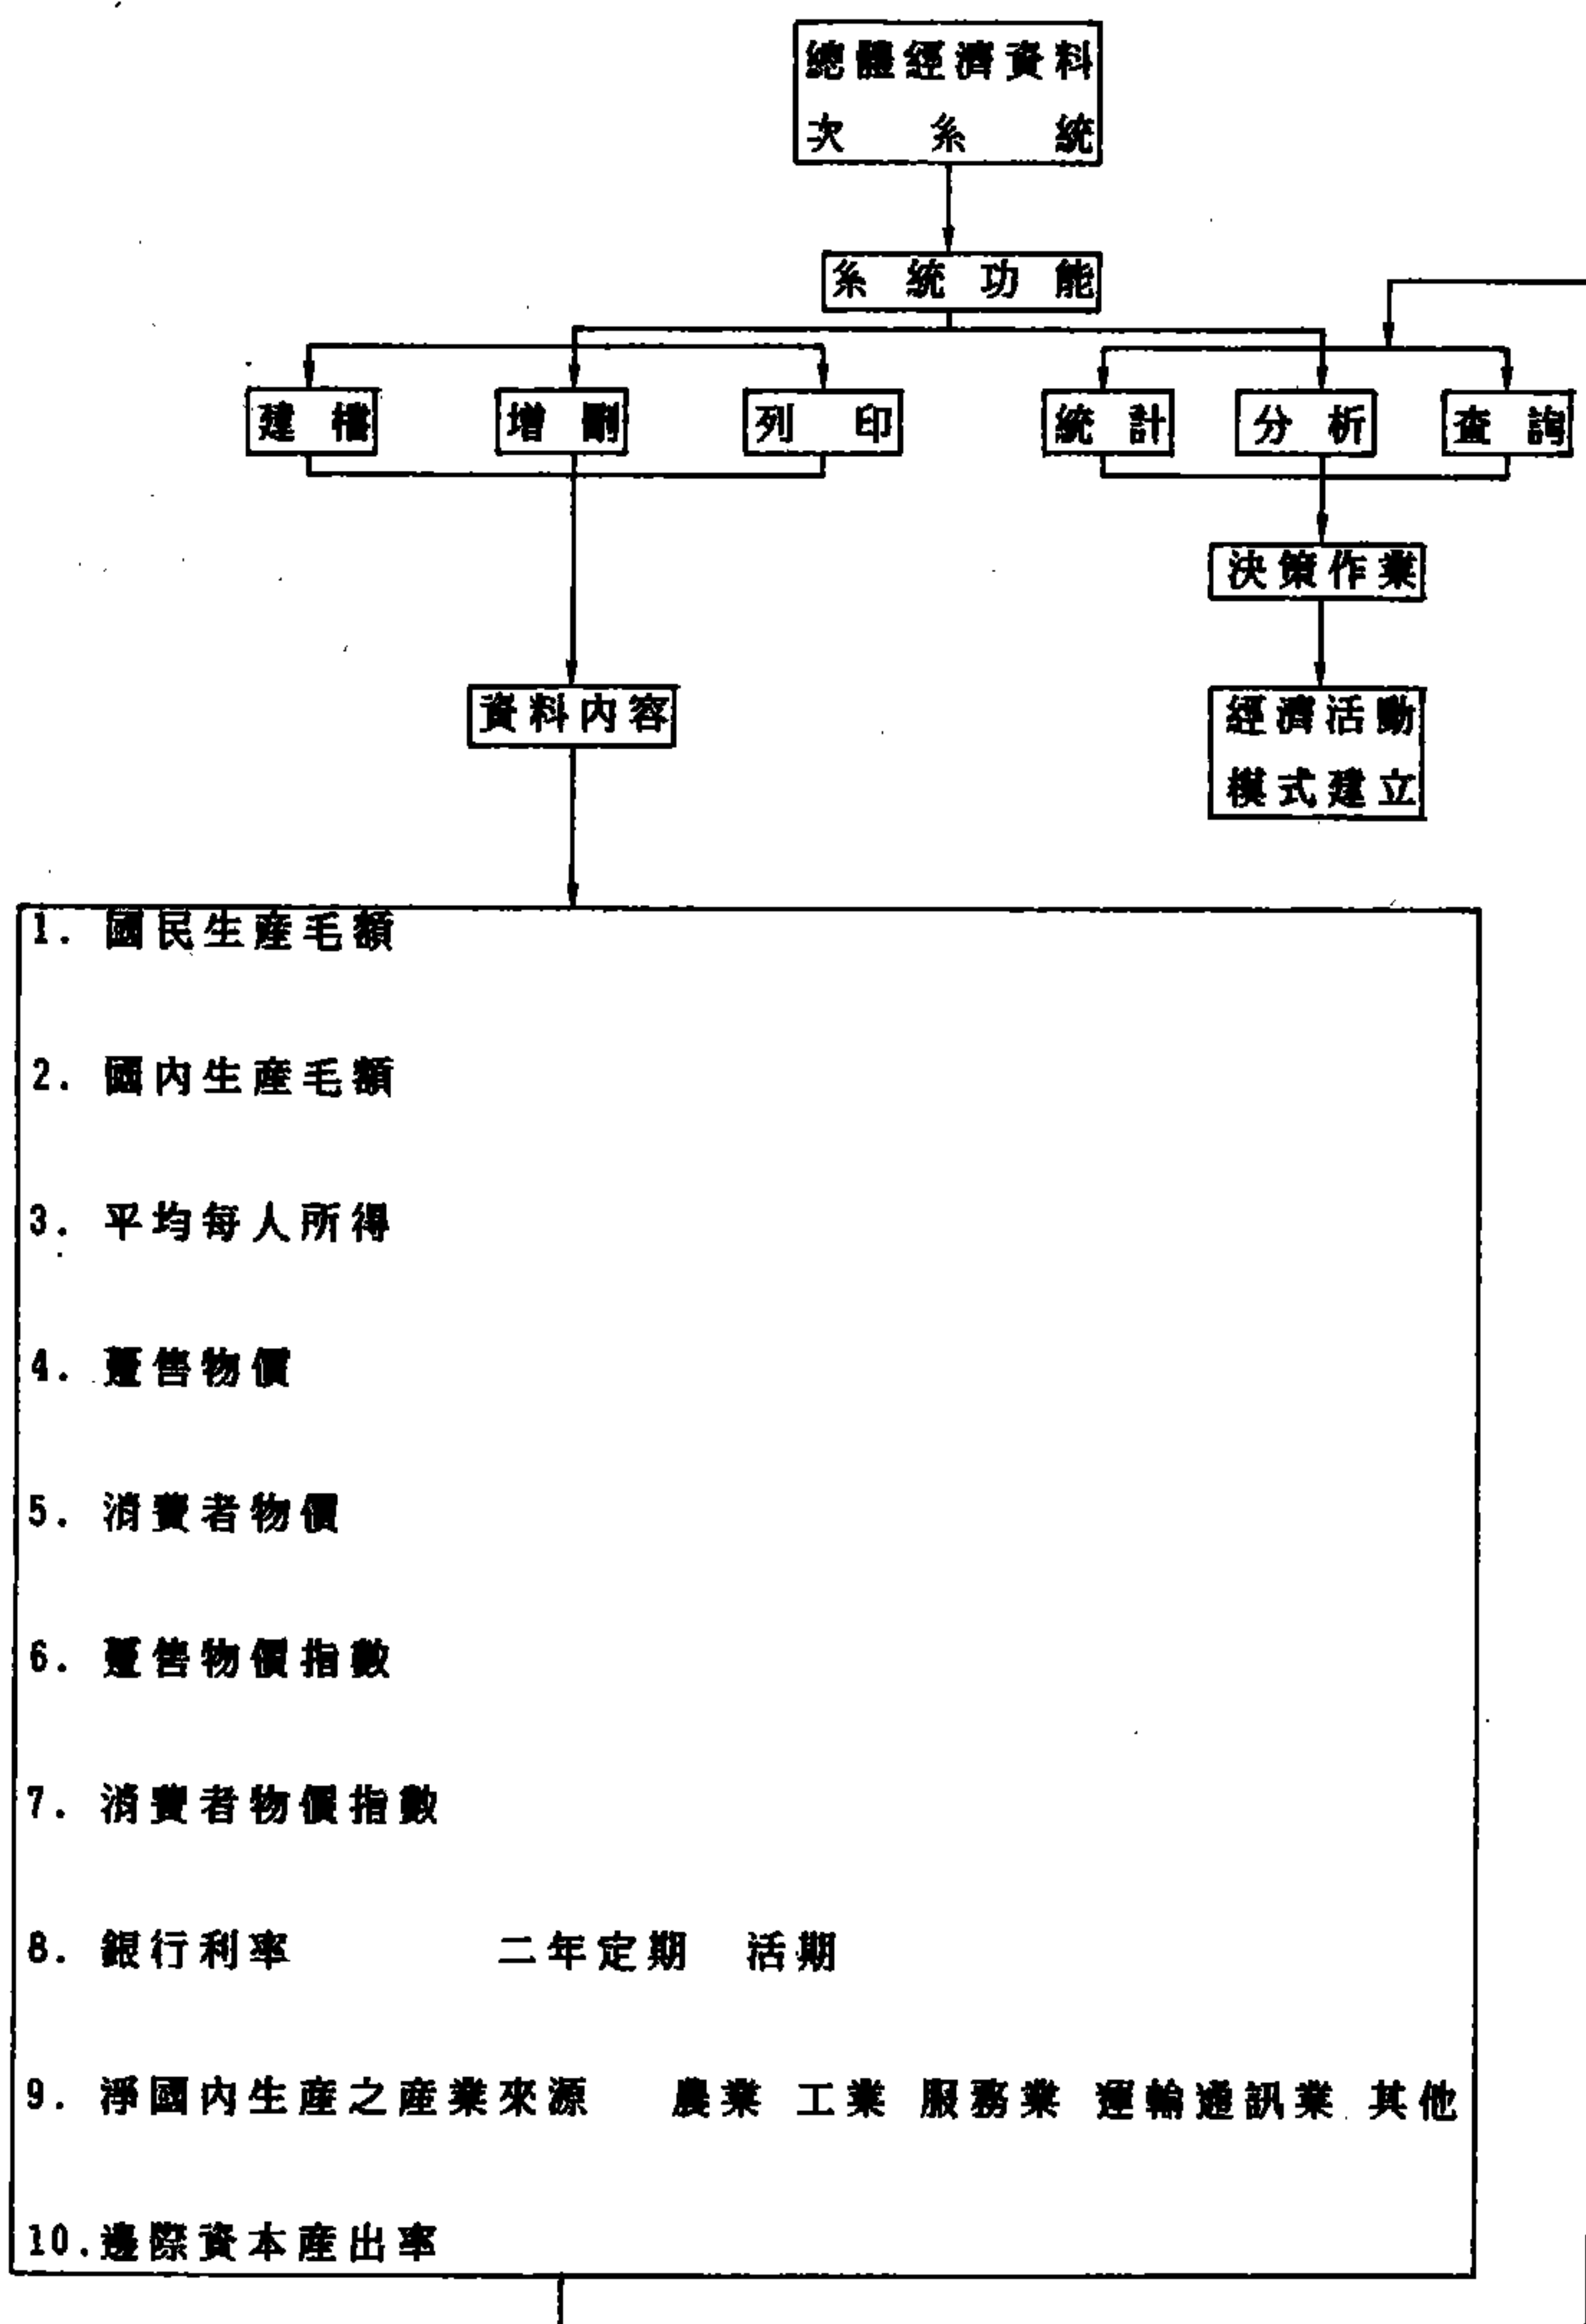 總體經濟資料
次系統
系統功能
建檔
增刪
列印
統計
分析
查詢
決策作業
資料內容
經濟活動
模式建立
1. 國民生產毛額
2. 國內生產毛額
3. 平均每人所得
4. 躉售物價
5. 消費者物價
6. 躉售物價指數
7. 消費者物價指數
8. 銀行利率 二年定期 活期
9. 淨國內生產之產業來源 農業 工業 服務業 運輸通訊業 其他
10.邊際資本產出率